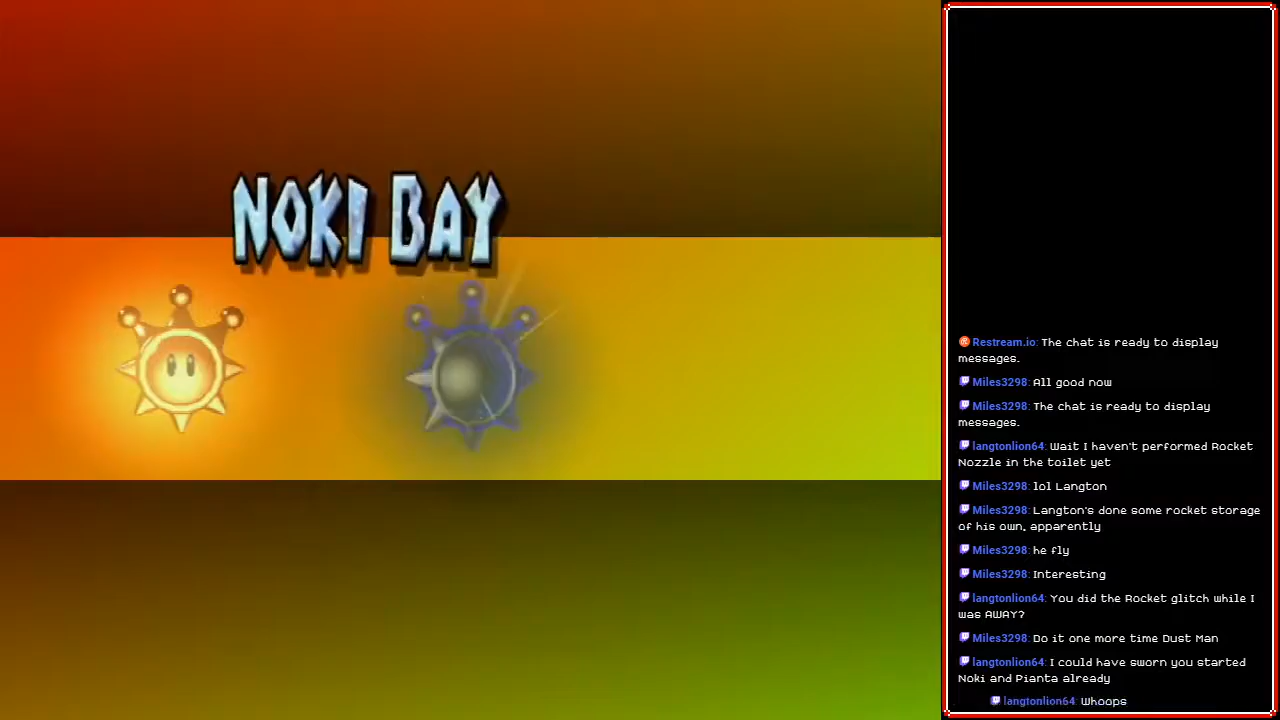 NOKI BAY
Restream.io: The chat is ready to display
messages.
Miles3298: All good now
Miles3298: The chat is ready to display
messages.
langtonlion64: Wait I haven't performed Rocket
Nozzle in the toilet yet
Miles3298: lol Langton
Miles3298: Langton's done some rocket storage
of his own, apparently
Miles3298: he fly
Miles3298: Interesting
langtonlion64: You did the Rocket glitch while I
was AWAY?
Miles3298: Do it one more time Dust Man
langtonlion64: I could have sworn you started
Noki and Pianta already
langtonlion64: Whoops